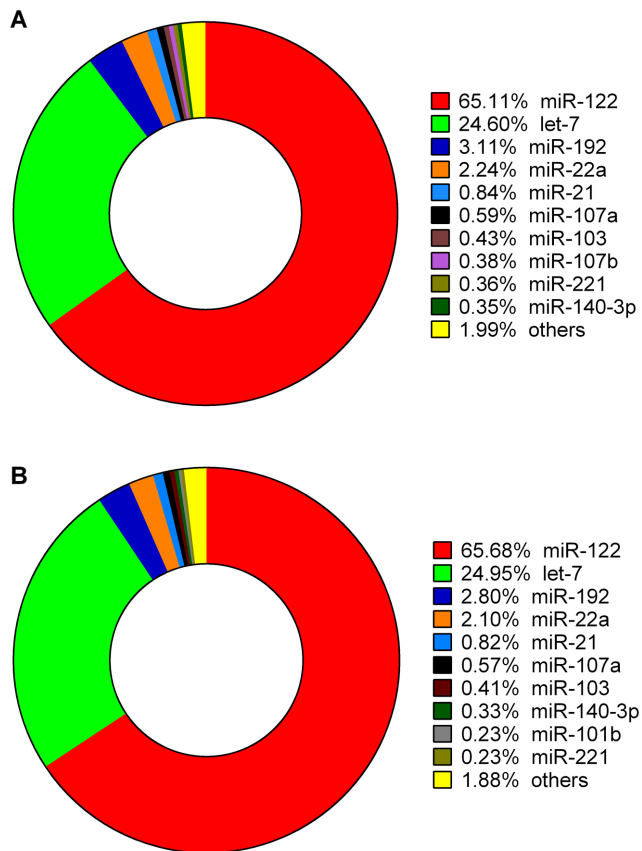 A
65.11% miR-122
24.60% let-7
3.11% miR-192
2.24% miR-22a
0.84% miR-21
0.59% miR-107a
0.43% miR-103
0.38% miR-107b
0.36% miR-221
0.35% miR-140-3p
1.99% others
B
65.68% miR-122
24.95% let-7
2.80% miR-192
2.10% miR-22a
0.82% miR-21
0.57% miR-107a
0.41% miR-103
0.33% miR-140-3p
0.23% miR-101b
0.23% miR-221
1.88% others